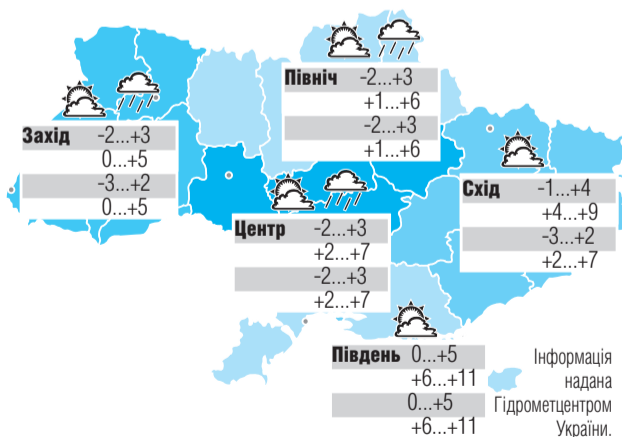 Північ -2...+3
+1...+6
-2...+3
+1...+6
Захід -2...+3
0...+5
-3...+2
0...+5
Схід -1...+4
+4...+9
-3...+2
+2...+7
Центр -2...+3
+2...+7
-2...+3
+2...+7
Південь 0...+5
+6...+11
0...+5
+6...+11
Інформація
надана
Гідрометцентром
України.